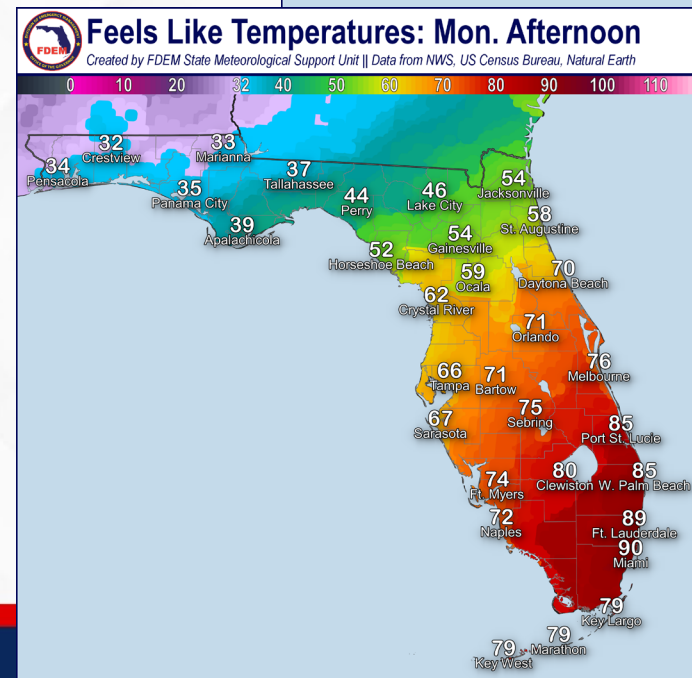 Feels Like Temperatures: Mon. Afternoon
FDEM
Created by FDEM State Meteorological Support Unit || Data from NWS, US Census Bureau, Natural Earth
0 10 20 32 40 50 60 70 80 90 100 110
32
Crestview
33
Marianna
34
Pensacola
35
Panama City
37
Tallahassee
39
Apalachicola
44
Perry
46
Lake City
54
Jacksonville
58
St. Augustine
54
Gainesville
52
Horseshoe Beach
59
Ocala
70
Daytona Beach
62
Crystal River
71
Orlando
66
Tampa
71
Bartow
76
Melbourne
67
Sarasota
75
Sebring
85
Port St. Lucie
74
Ft. Myers
80
Clewiston
85
W. Palm Beach
72
Naples
89
Ft. Lauderdale
90
Miami
79
Key Largo
79
Marathon
79
Key West